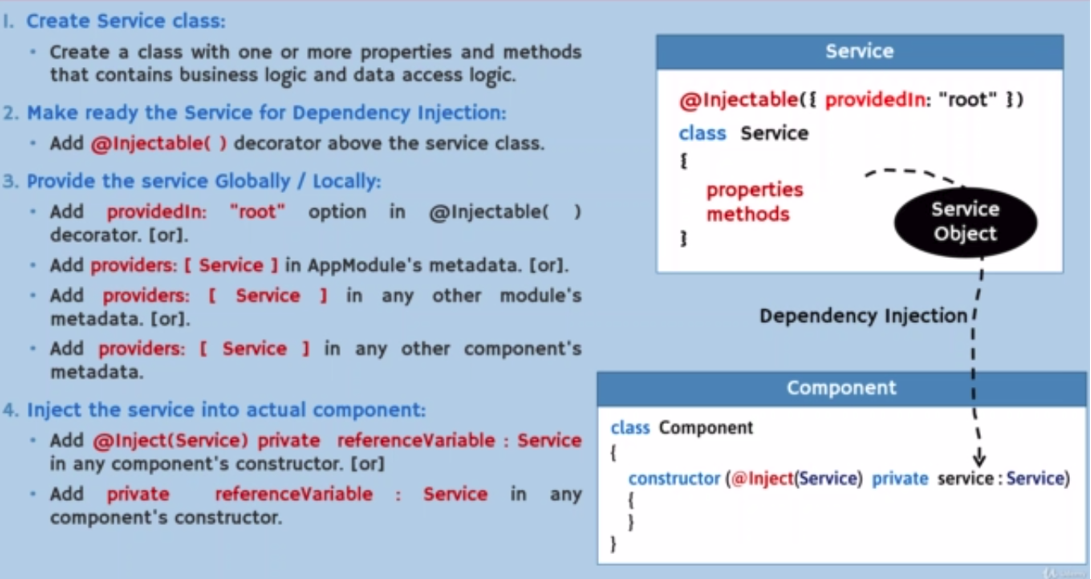 1. Create Service class:
• Create a class with one or more properties and methods
that contains business logic and data access logic.
2. Make ready the Service for Dependency Injection:
• Add @Injectable( ) decorator above the service class.
3. Provide the service Globally / Locally:
• Add providedIn: "root" option in @Injectable( )
decorator. [or].
• Add providers: [ Service ] in AppModule's metadata. [or].
• Add providers: [ Service ] in any other module's
metadata. [or].
• Add providers: [ Service ] in any other component's
metadata.
4. Inject the service into actual component:
• Add @Inject(Service) private referenceVariable : Service
in any component's constructor. [or]
• Add private referenceVariable : Service in any
component's constructor.
Service
@Injectable({ providedIn: "root" })
class Service
{
properties
methods
}
Service
Object
Dependency Injection
Component
class Component
{
constructor (@Inject(Service) private service : Service)
{
}
}